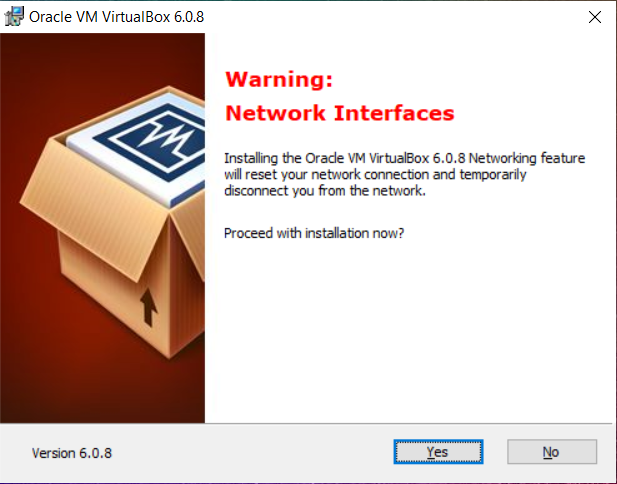 Oracle VM VirtualBox 6.0.8
Warning:
Network Interfaces
Installing the Oracle VM VirtualBox 6.0.8 Networking feature
will reset your network connection and temporarily
disconnect you from the network.
Proceed with installation now?
Version 6.0.8
Yes
No